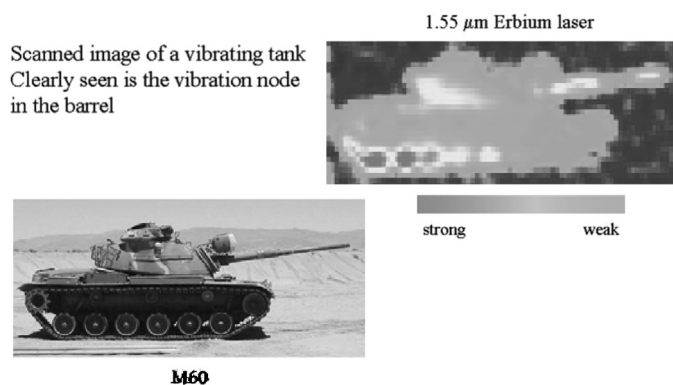 1.55 µm Erbium laser
Scanned image of a vibrating tank
Clearly seen is the vibration node
in the barrel
strong weak
M60